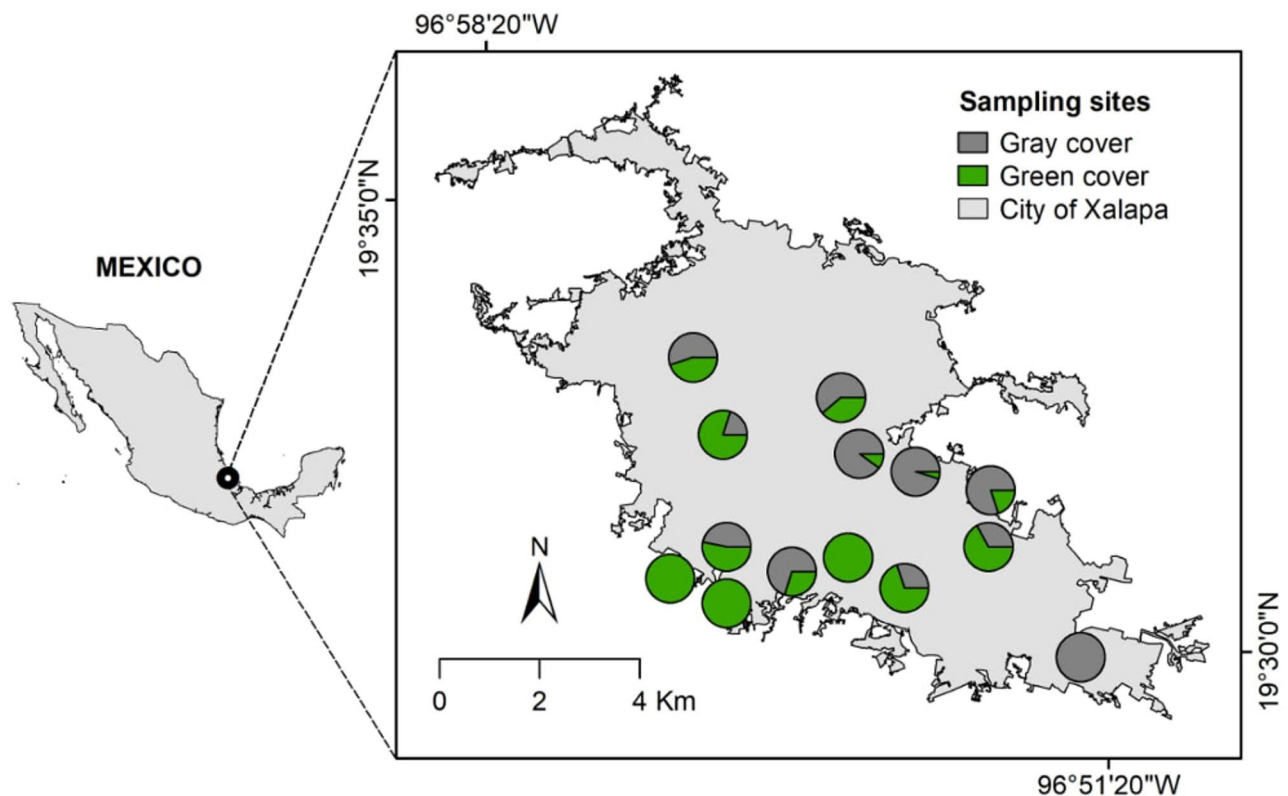 96°58'20"W
Sampling sites
Gray cover
Green cover
City of Xalapa
19°35'0"N
MEXICO
N
0 2 4 Km
19°30'0"N
96°51'20"W